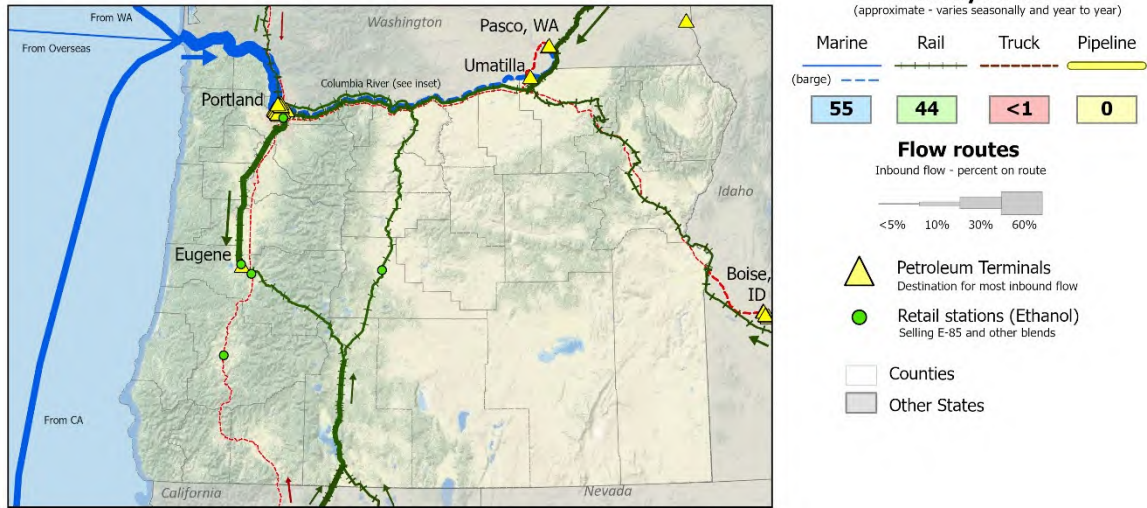 From WA
Washington
Pasco, WA
From Overseas
Umatilla
Columbia River (see inset)
Portland
Idaho
Eugene
Boise,
ID
From CA
California
Nevada
(approximate - varies seasonally and year to year)
Marine
Rail
Truck
Pipeline
(barge)
55
44
<1
0
Flow routes
Inbound flow - percent on route
<5%
10%
30%
60%
Petroleum Terminals
Destination for most inbound flow
Retail stations (Ethanol)
Selling E-85 and other blends
Counties
Other States